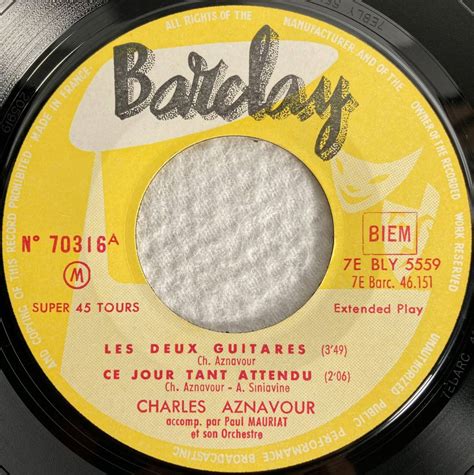 ALL RIGHTS OF THE MANUFACTURER AND OF THE OWNER OF THE RECORDED WORK RESERVED
UNAUTHORIZED PUBLIC PERFORMANCE BROADCASTING AND COPYING OF THIS RECORD PROHIBITED
MADE IN FRANCE
Barclay
N° 70316 A
M
SUPER 45 TOURS
BIEM
7E BLY 5559
7E Barc. 46.151
Extended Play
LES DEUX GUITARES (3'49)
Ch. Aznavour
CE JOUR TANT ATTENDU (2'06)
Ch. Aznavour - A. Siniavine
CHARLES AZNAVOUR
accomp. par Paul MAURIAT
et son Orchestre